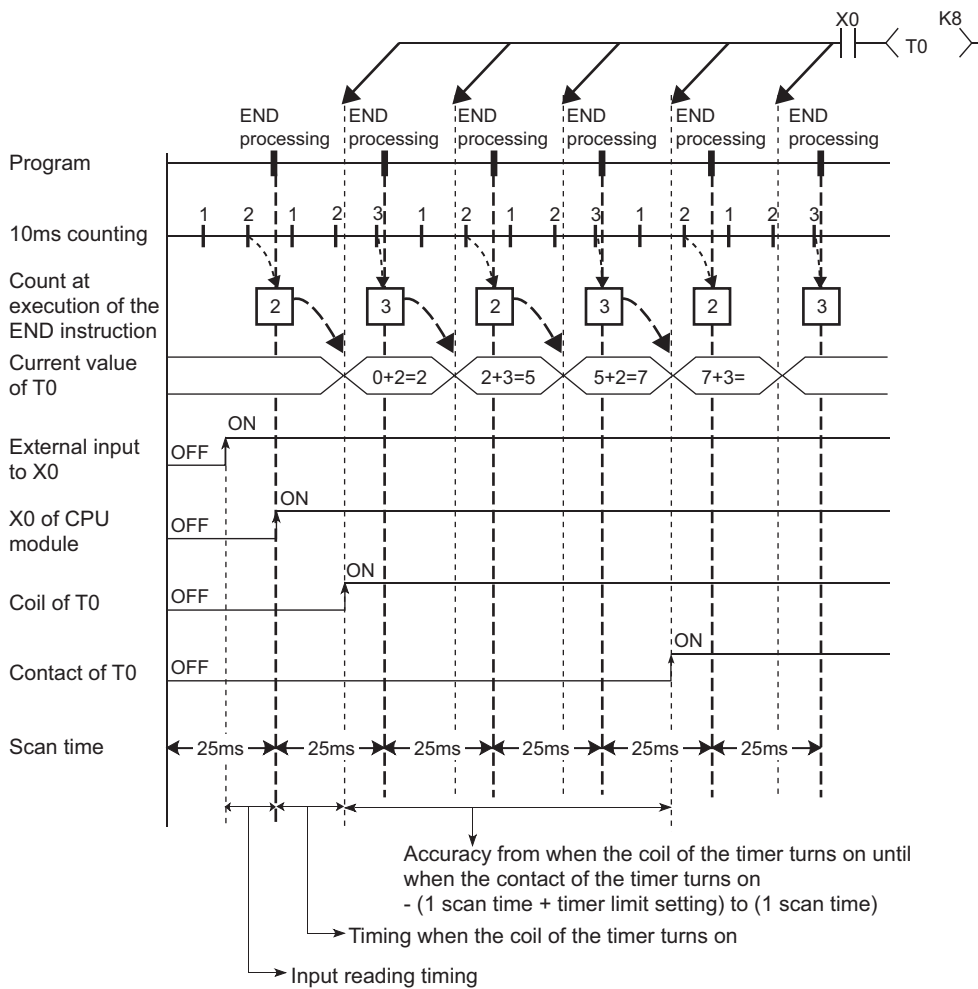 X0
K8
T0
END processing
END processing
END processing
END processing
END processing
END processing
Program
10ms counting
1 2 1 2 3 1 2 1 2 3 1 2 1 2 3
Count at
execution of the
END instruction
2 3 2 3 2 3
Current value
of T0
0+2=2 2+3=5 5+2=7 7+3=
External input
to X0
OFF
ON
X0 of CPU
module
OFF
ON
Coil of T0
OFF
ON
Contact of T0
OFF
ON
Scan time
25ms 25ms 25ms 25ms 25ms 25ms
Accuracy from when the coil of the timer turns on until
when the contact of the timer turns on
- (1 scan time + timer limit setting) to (1 scan time)
Timing when the coil of the timer turns on
Input reading timing